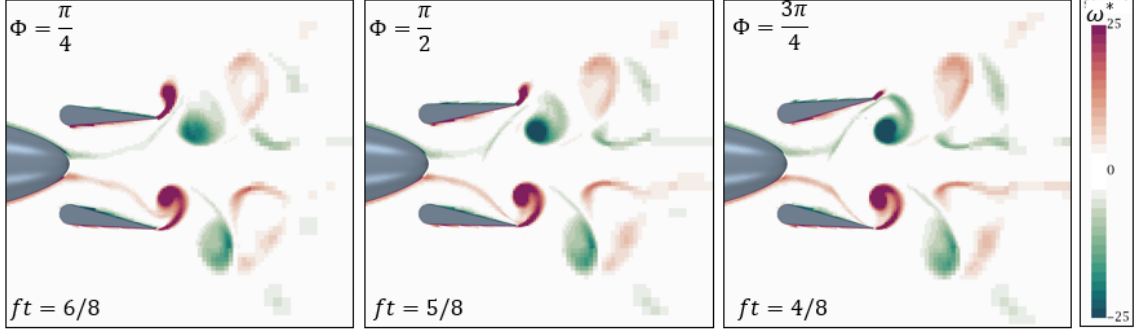 Φ = π/4
ft = 6/8
Φ = π/2
ft = 5/8
Φ = 3π/4
ft = 4/8
ω*
25
0
−25